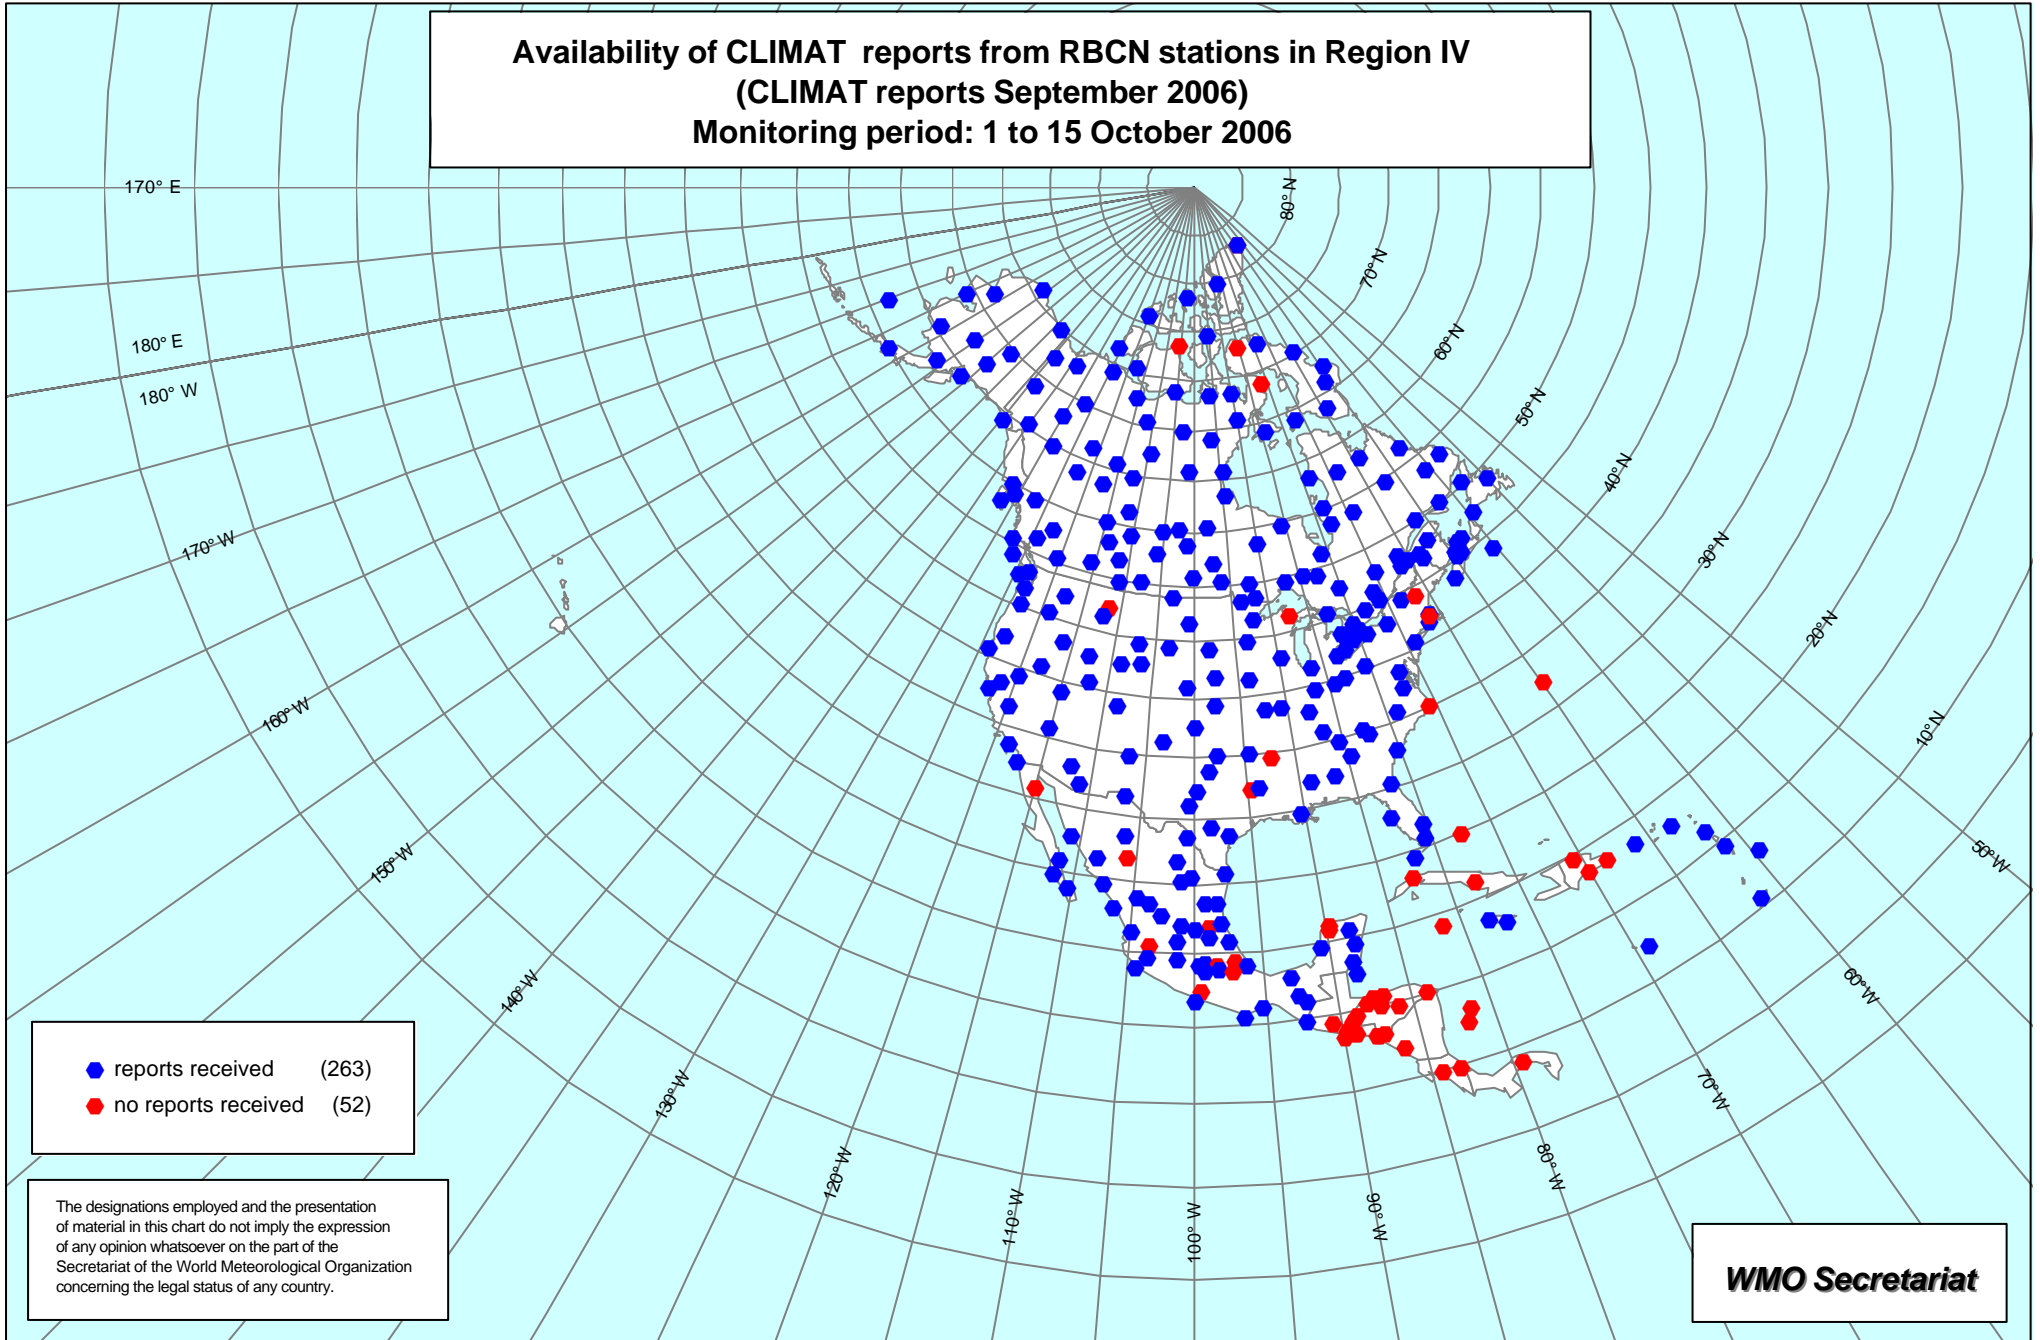 Availability of CLIMAT reports from RBCN stations in Region IV
(CLIMAT reports September 2006)
Monitoring period: 1 to 15 October 2006
170° E
180° E
180° W
170° W
160° W
150° W
140° W
130° W
120° W
110° W
100° W
90° W
80° W
70° W
60° W
50° W
80° N
70° N
60° N
50° N
40° N
30° N
20° N
10° N
reports received (263)
no reports received (52)
The designations employed and the presentation
of material in this chart do not imply the expression
of any opinion whatsoever on the part of the
Secretariat of the World Meteorological Organization
concerning the legal status of any country.
WMO Secretariat